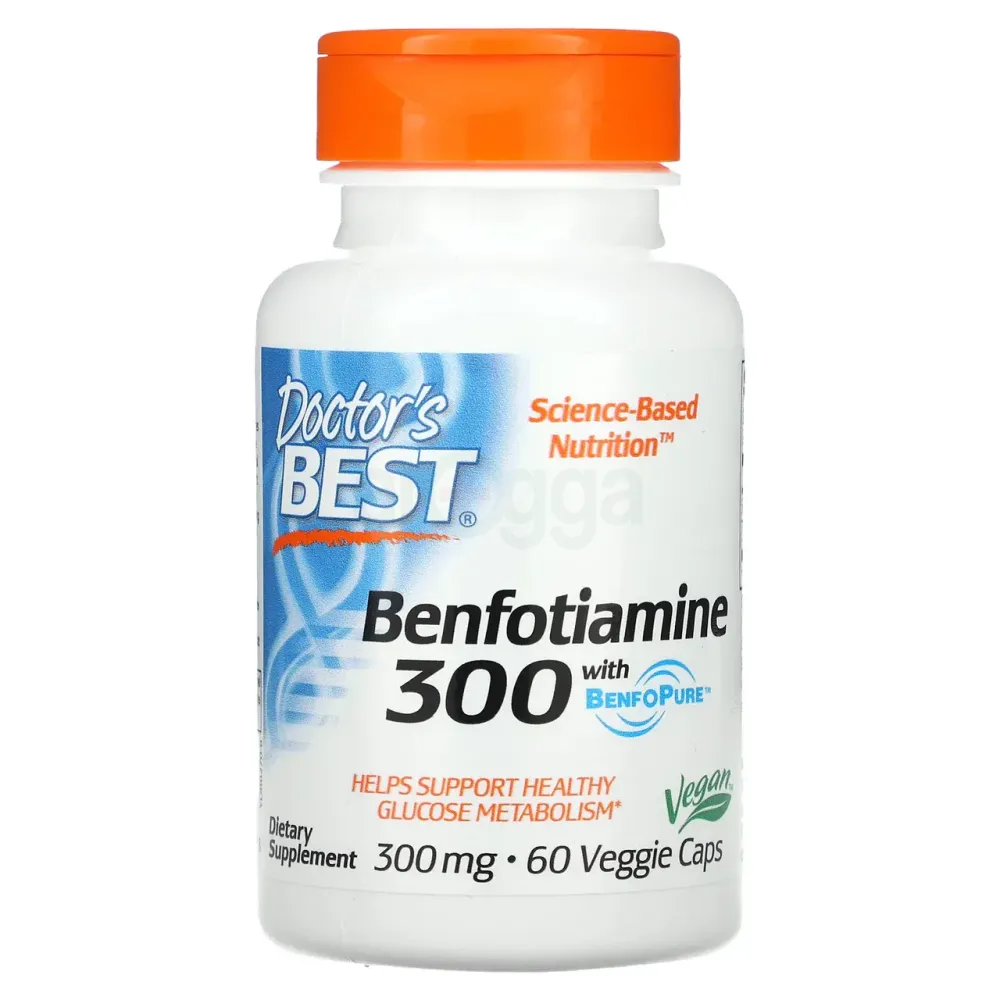 Doctor's
BEST®
Science-Based
Nutrition™
Benfotiamine
300 with
BENFOPURE™
HELPS SUPPORT HEALTHY
GLUCOSE METABOLISM*
Vegan™
Dietary
Supplement
300 mg • 60 Veggie Caps